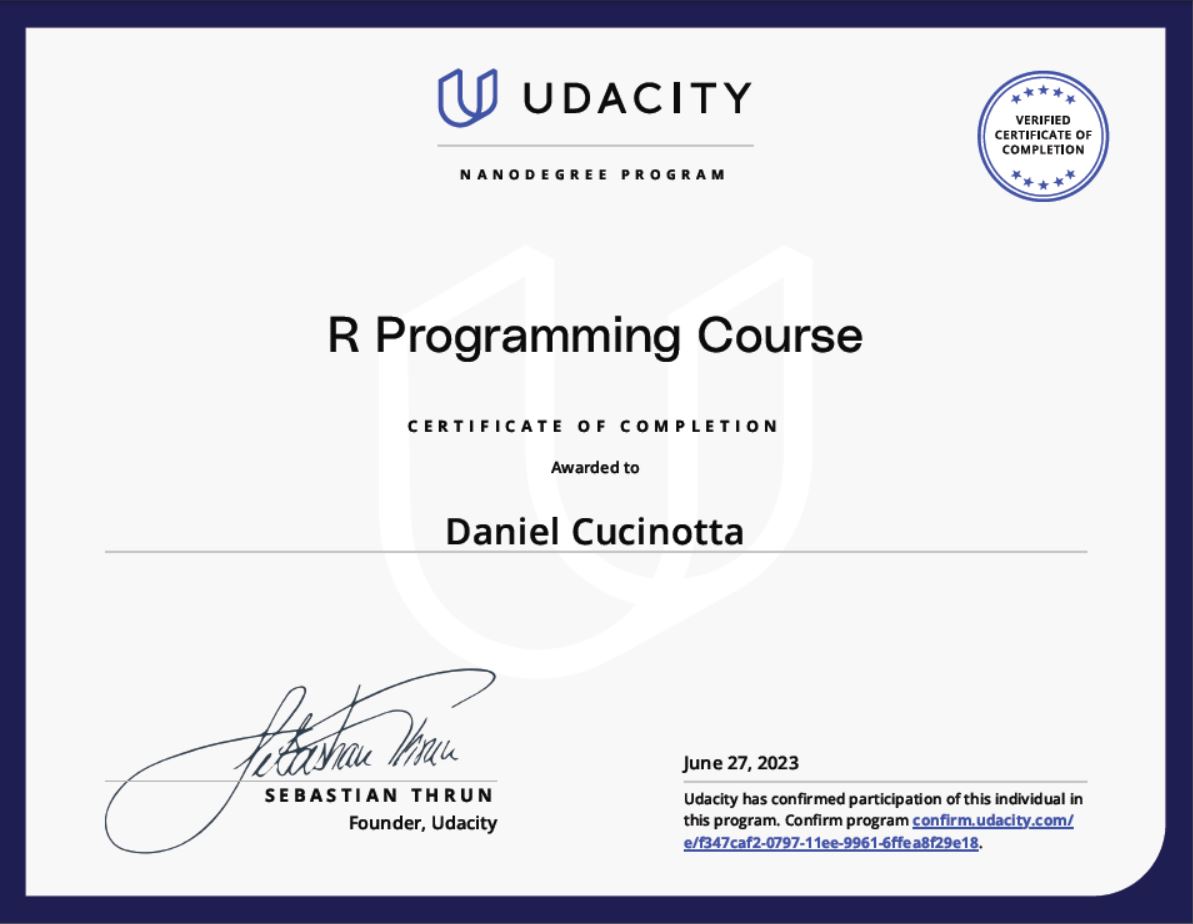 UDACITY
NANODEGREE PROGRAM
VERIFIED
CERTIFICATE OF
COMPLETION
R Programming Course
CERTIFICATE OF COMPLETION
Awarded to
Daniel Cucinotta
Sebastian Thrun
SEBASTIAN THRUN
Founder, Udacity
June 27, 2023
Udacity has confirmed participation of this individual in
this program. Confirm program confirm.udacity.com/
e/f347caf2-0797-11ee-9961-6ffea8f29e18.